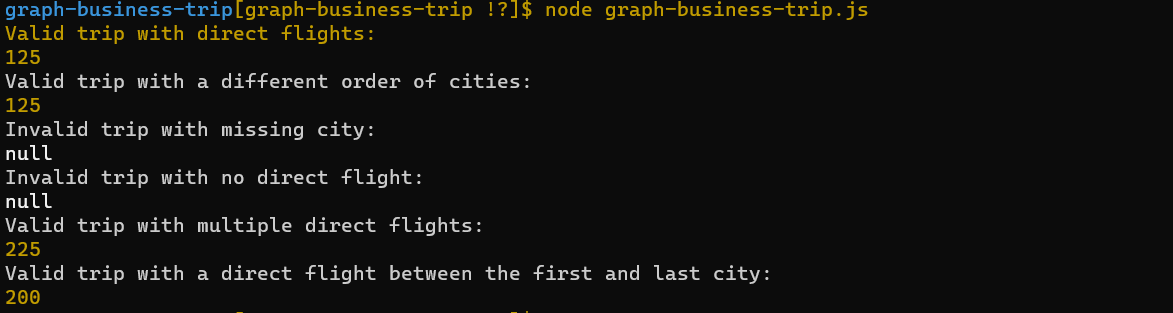 graph-business-trip[graph-business-trip !?]$ node graph-business-trip.js
Valid trip with direct flights:
125
Valid trip with a different order of cities:
125
Invalid trip with missing city:
null
Invalid trip with no direct flight:
null
Valid trip with multiple direct flights:
225
Valid trip with a direct flight between the first and last city:
200